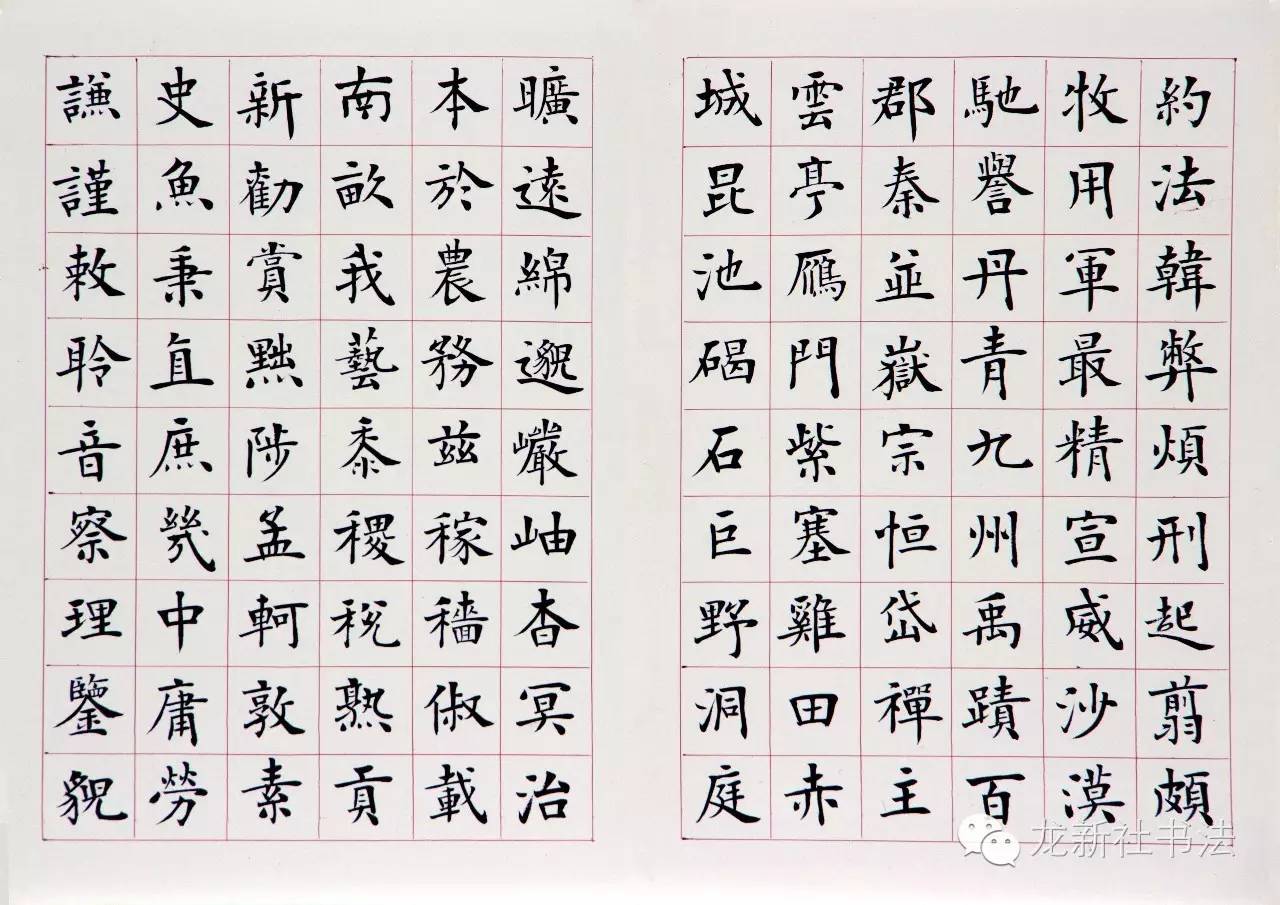 約法韓弊煩刑起翦頗
牧用軍最精宣威沙漠
馳譽丹青九州禹蹟百
郡秦並嶽宗恒岱禪主
雲亭雁門紫塞雞田赤
城昆池碣石巨野洞庭
曠遠綿邈巖岫杳冥治
本於農務兹稼穡俶載
南畝我藝黍稷稅熟貢
新勸賞黜陟孟軻敦素
史魚秉直庶幾中庸勞
謙謹敕聆音察理鑒貌
龙新社书法